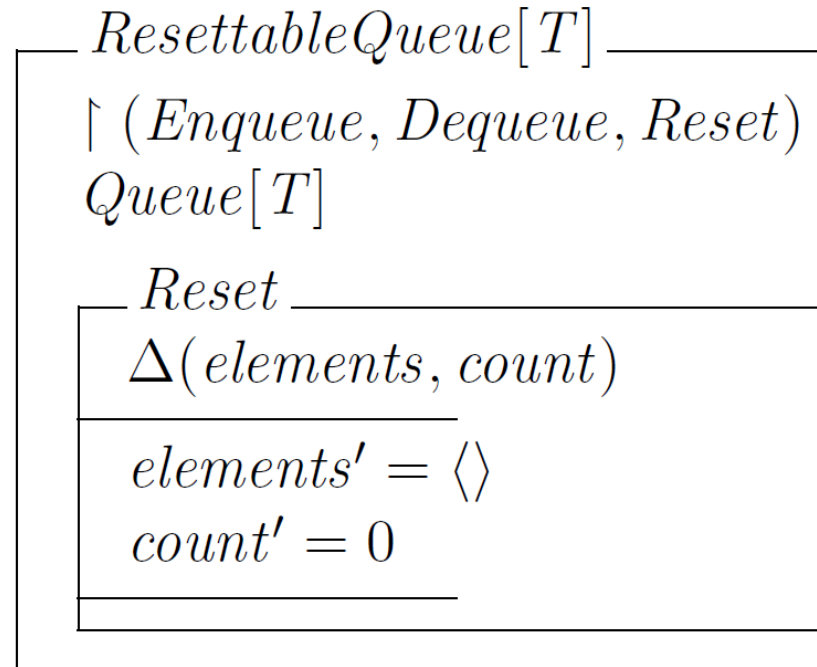 ResettableQueue[T]
↾ (Enqueue, Dequeue, Reset)
Queue[T]
Reset
Δ(elements, count)
elements′ = ⟨⟩
count′ = 0